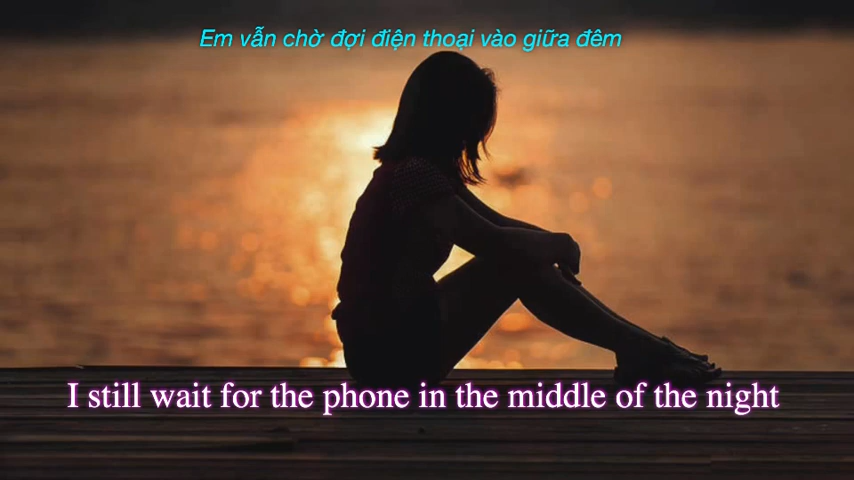 Em vẫn chờ đợi điện thoại vào giữa đêm
I still wait for the phone in the middle of the night